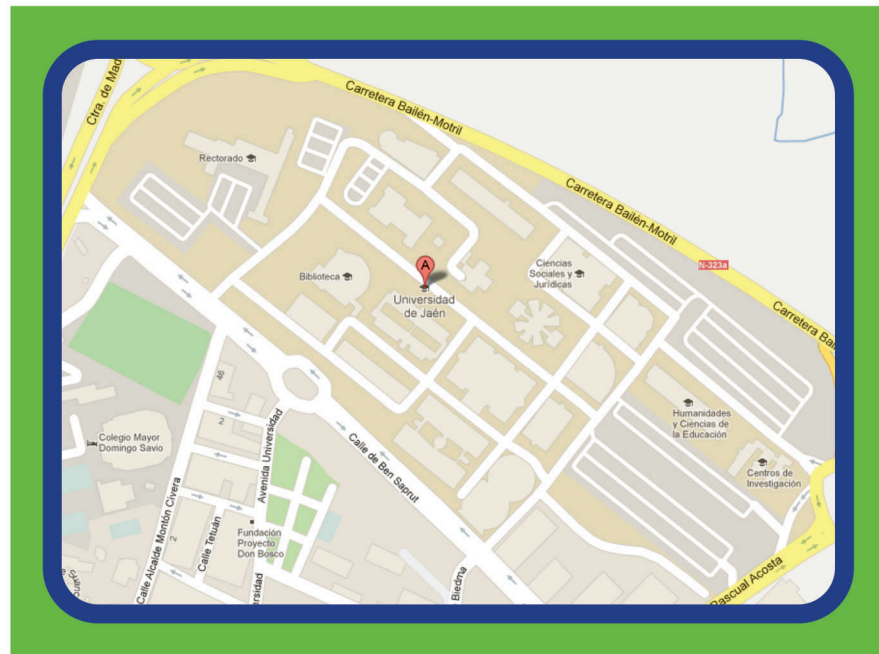 Ctra. de Mad
Carretera Bailén-Motril
Rectorado
Carretera Bailén-Motril
N-323a
Carretera Bailé
A
Biblioteca
Universidad
de Jaén
Ciencias
Sociales y
Jurídicas
Humanidades
y Ciencias de
la Educación
Centros de
Investigación
46
2
Colegio Mayor
Domingo Savio
Avenida Universidad
Calle de Ben Saprut
Calle Alcalde Montón Civera
2
Calle Tetuán
Fundación
Proyecto
Don Bosco
rsidad
Biedma
Pascual Acosta